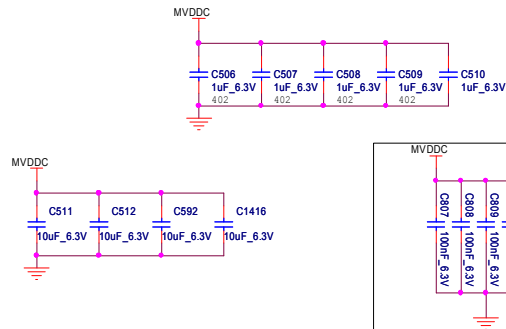 MVDDC
C506 C507 C508 C509 C510
1uF_6.3V 1uF_6.3V 1uF_6.3V 1uF_6.3V 1uF_6.3V
402 402 402 402
MVDDC
C511 C512 C592 C1416
10uF_6.3V 10uF_6.3V 10uF_6.3V 10uF_6.3V
MVDDC
C807
100nF_6.3V
C808
100nF_6.3V
C809
100nF_6.3V